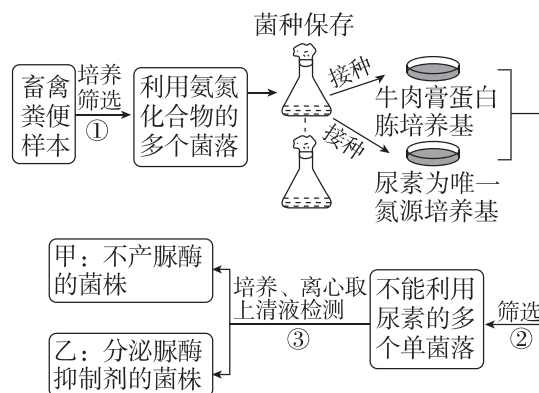 菌种保存
畜禽
粪便
样本
培养
筛选
①
利用氨氮
化合物的
多个菌落
接种
接种
牛肉膏蛋白
胨培养基
尿素为唯一
氮源培养基
甲：不产脲酶
的菌株
乙：分泌脲酶
抑制剂的菌株
培养、离心取
上清液检测
③
不能利用
尿素的多
个单菌落
筛选
②